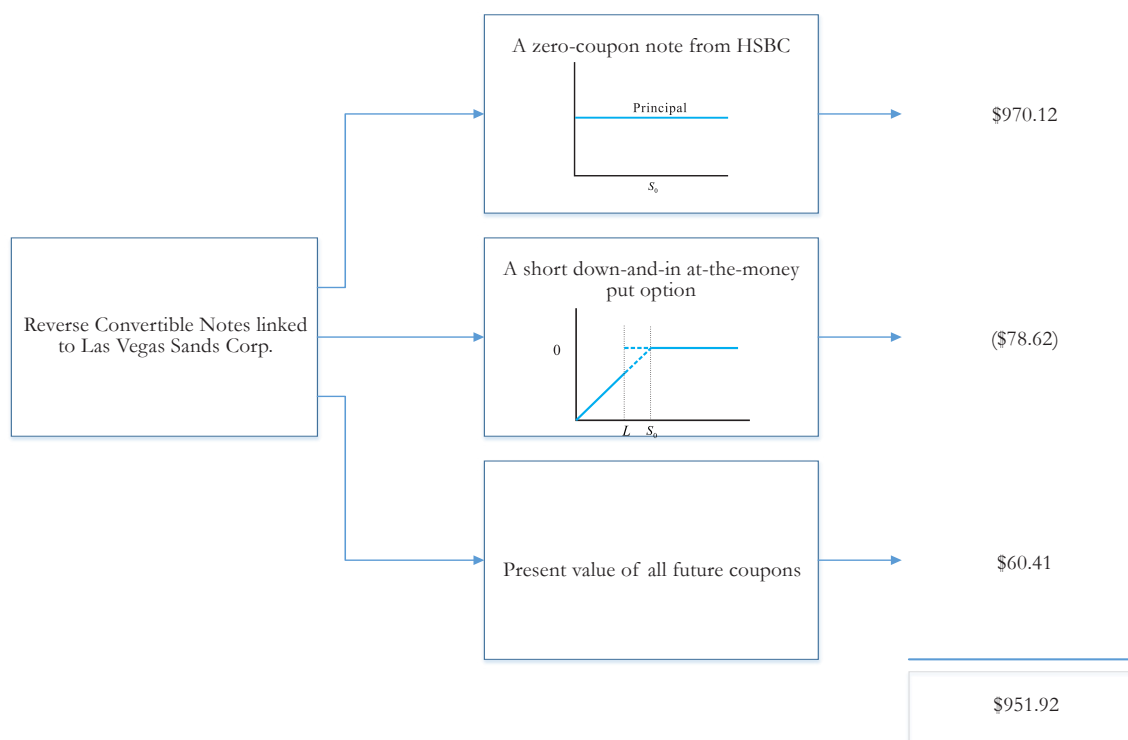 A zero-coupon note from HSBC
Principal
S₀
$970.12
Reverse Convertible Notes linked
to Las Vegas Sands Corp.
A short down-and-in at-the-money
put option
0
L S₀
($78.62)
Present value of all future coupons
$60.41
$951.92